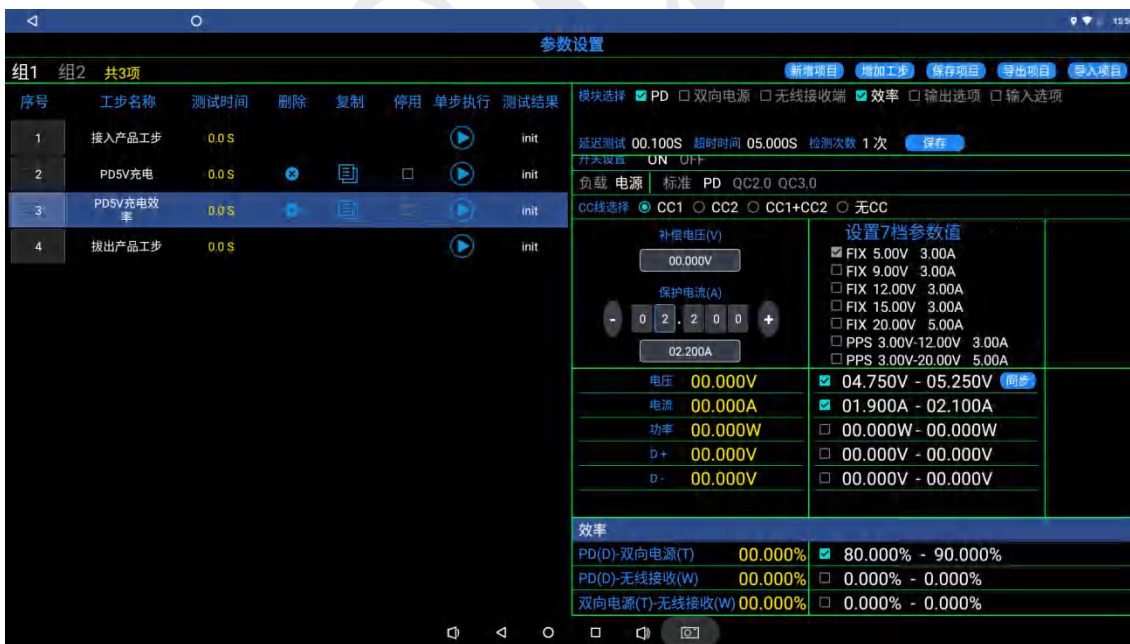 15:5
参数设置
组1 组2 共3项 新增项目 增加工步 保存项目 导出项目 导入项目
序号 工步名称 测试时间 删除 复制 停用 单步执行 测试结果
1 接入产品工步 0.0 S init
2 PD5V充电 0.0 S init
3 PD5V充电效率 0.0 S init
4 拔出产品工步 0.0 S init
模块选择 PD 双向电源 无线接收端 效率 输出选项 输入选项
延迟测试 00.100S 超时时间 05.000S 检测次数 1 次 保存
开关设置 ON OFF
负载 电源 标准 PD QC2.0 QC3.0
CC线选择 CC1 CC2 CC1+CC2 无CC
补偿电压(V)
00.000V
保护电流(A)
- 0 2 . 2 0 0 +
02.200A
设置7档参数值
FIX 5.00V 3.00A
FIX 9.00V 3.00A
FIX 12.00V 3.00A
FIX 15.00V 3.00A
FIX 20.00V 5.00A
PPS 3.00V-12.00V 3.00A
PPS 3.00V-20.00V 5.00A
电压 00.000V 04.750V - 05.250V 同步
电流 00.000A 01.900A - 02.100A
功率 00.000W 00.000W - 00.000W
D+ 00.000V 00.000V - 00.000V
D- 00.000V 00.000V - 00.000V
效率
PD(D)-双向电源(T) 00.000% 80.000% - 90.000%
PD(D)-无线接收(W) 00.000% 0.000% - 0.000%
双向电源(T)-无线接收(W) 00.000% 0.000% - 0.000%